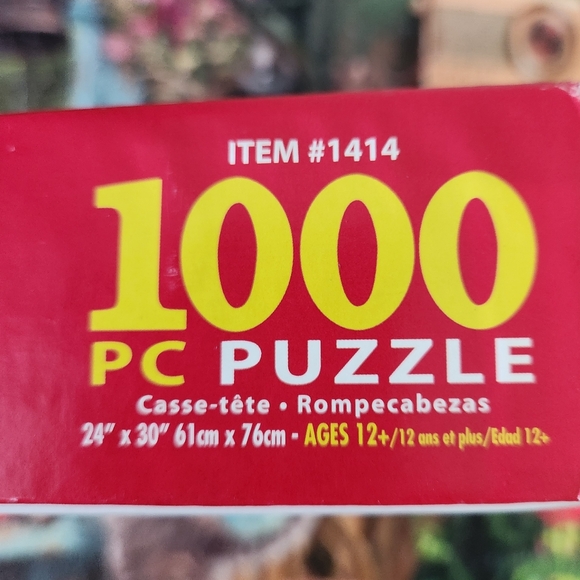 ITEM #1414
1000
PC PUZZLE
Casse-tête • Rompecabezas
24" x 30" 61cm x 76cm - AGES 12+/12 ans et plus/Edad 12+